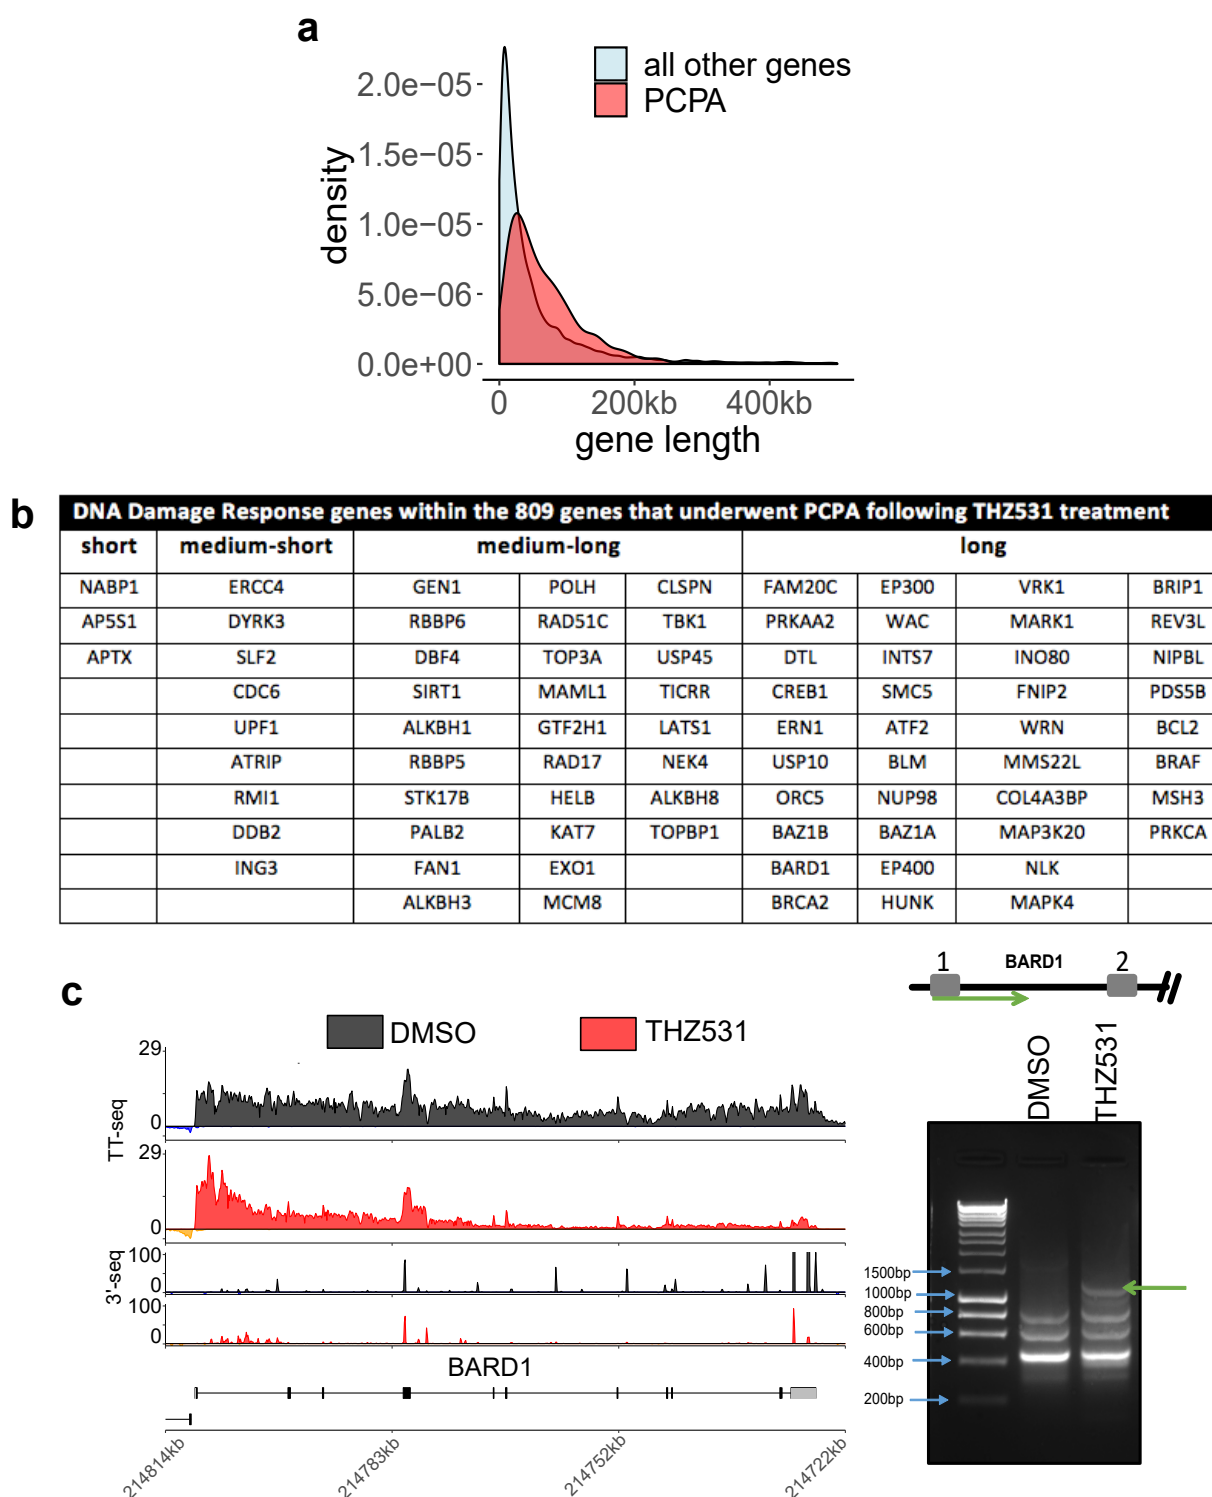 a
all other genes
PCPA
2.0e−05
1.5e−05
1.0e−05
5.0e−06
0.0e+00
density
0 200kb 400kb
gene length
b
DNA Damage Response genes within the 809 genes that underwent PCPA following THZ531 treatment
short medium-short medium-long long
NABP1 ERCC4 GEN1 POLH CLSPN FAM20C EP300 VRK1 BRIP1
AP5S1 DYRK3 RBBP6 RAD51C TBK1 PRKAA2 WAC MARK1 REV3L
APTX SLF2 DBF4 TOP3A USP45 DTL INTS7 INO80 NIPBL
CDC6 SIRT1 MAML1 TICRR CREB1 SMC5 FNIP2 PDS5B
UPF1 ALKBH1 GTF2H1 LATS1 ERN1 ATF2 WRN BCL2
ATRIP RBBP5 RAD17 NEK4 USP10 BLM MMS22L BRAF
RMI1 STK17B HELB ALKBH8 ORC5 NUP98 COL4A3BP MSH3
DDB2 PALB2 KAT7 TOPBP1 BAZ1B BAZ1A MAP3K20 PRKCA
ING3 FAN1 EXO1 BARD1 EP400 NLK
ALKBH3 MCM8 BRCA2 HUNK MAPK4
c
DMSO THZ531
TT-seq
29
0
29
0
3'-seq
100
0
100
0
BARD1
214814kb 214783kb 214752kb 214722kb
1 BARD1 2
DMSO THZ531
1500bp
1000bp
800bp
600bp
400bp
200bp